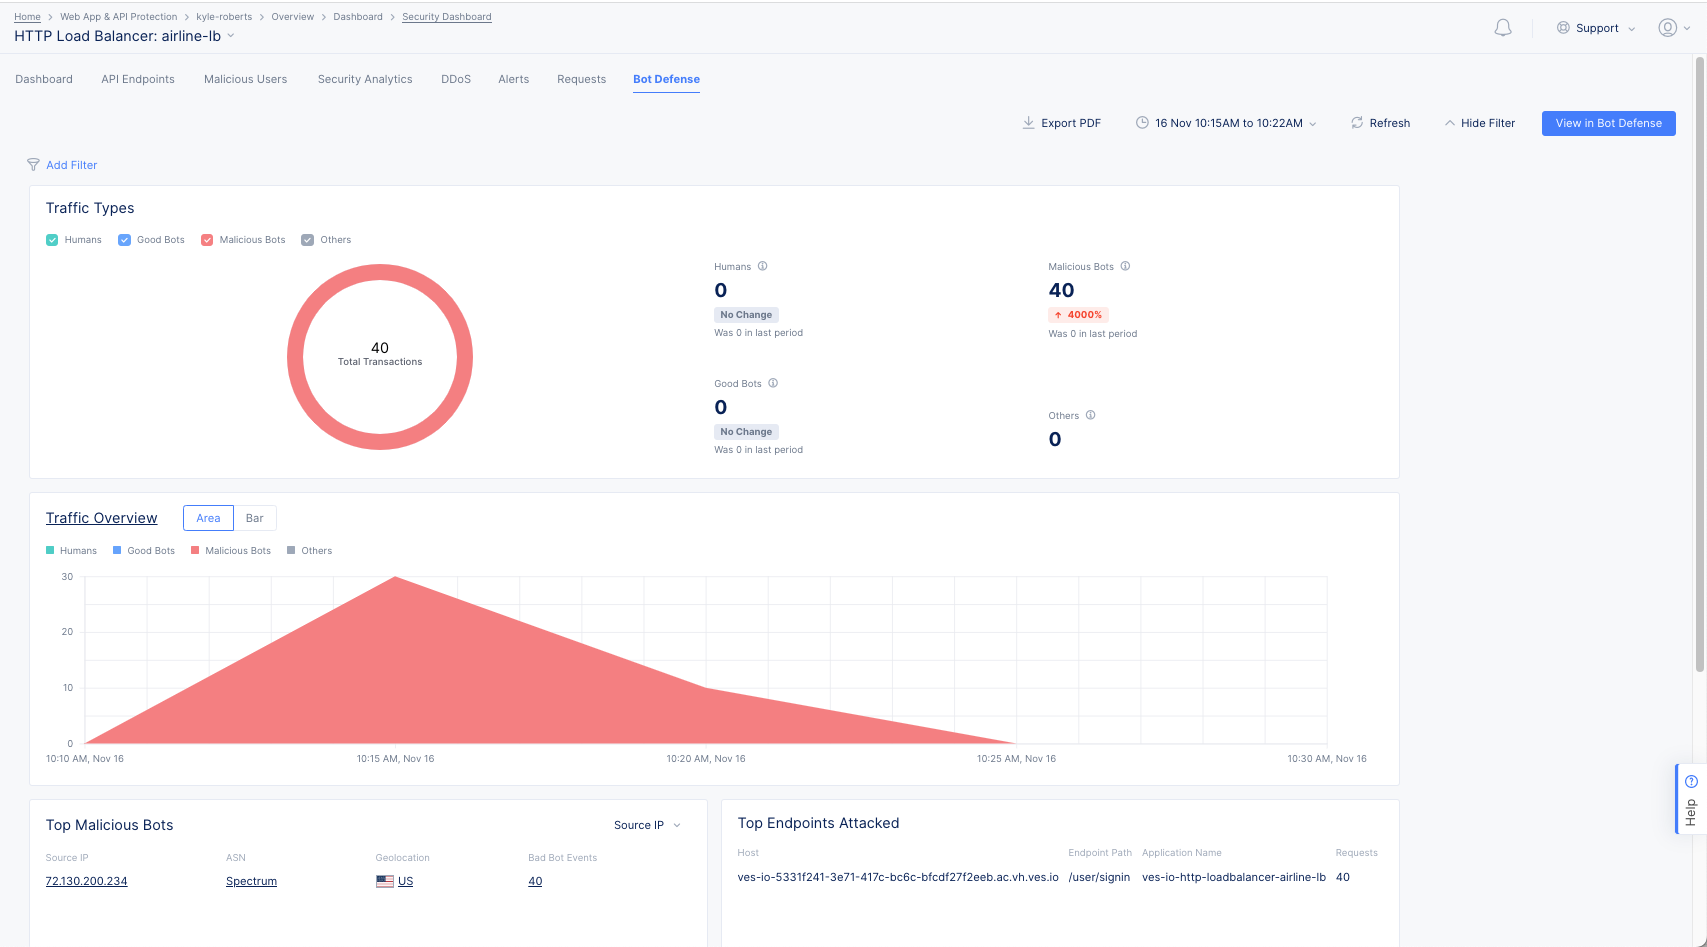 Home > Web App & API Protection > kyle-roberts > Overview > Dashboard > Security Dashboard
HTTP Load Balancer: airline-lb
Support
Dashboard API Endpoints Malicious Users Security Analytics DDoS Alerts Requests Bot Defense
Export PDF 16 Nov 10:15AM to 10:22AM Refresh Hide Filter View in Bot Defense
Add Filter
Traffic Types
Humans Good Bots Malicious Bots Others
40
Total Transactions
Humans
0
No Change
Was 0 in last period
Malicious Bots
40
↑ 4000%
Was 0 in last period
Good Bots
0
No Change
Was 0 in last period
Others
0
Traffic Overview Area Bar
Humans Good Bots Malicious Bots Others
30
20
10
0
10:10 AM, Nov 16 10:15 AM, Nov 16 10:20 AM, Nov 16 10:25 AM, Nov 16 10:30 AM, Nov 16
Help
Top Malicious Bots Source IP
Source IP ASN Geolocation Bad Bot Events
72.130.200.234 Spectrum US 40
Top Endpoints Attacked
Host Endpoint Path Application Name Requests
ves-io-5331f241-3e71-417c-bc6c-bfcdf27f2eeb.ac.vh.ves.io /user/signin ves-io-http-loadbalancer-airline-lb 40